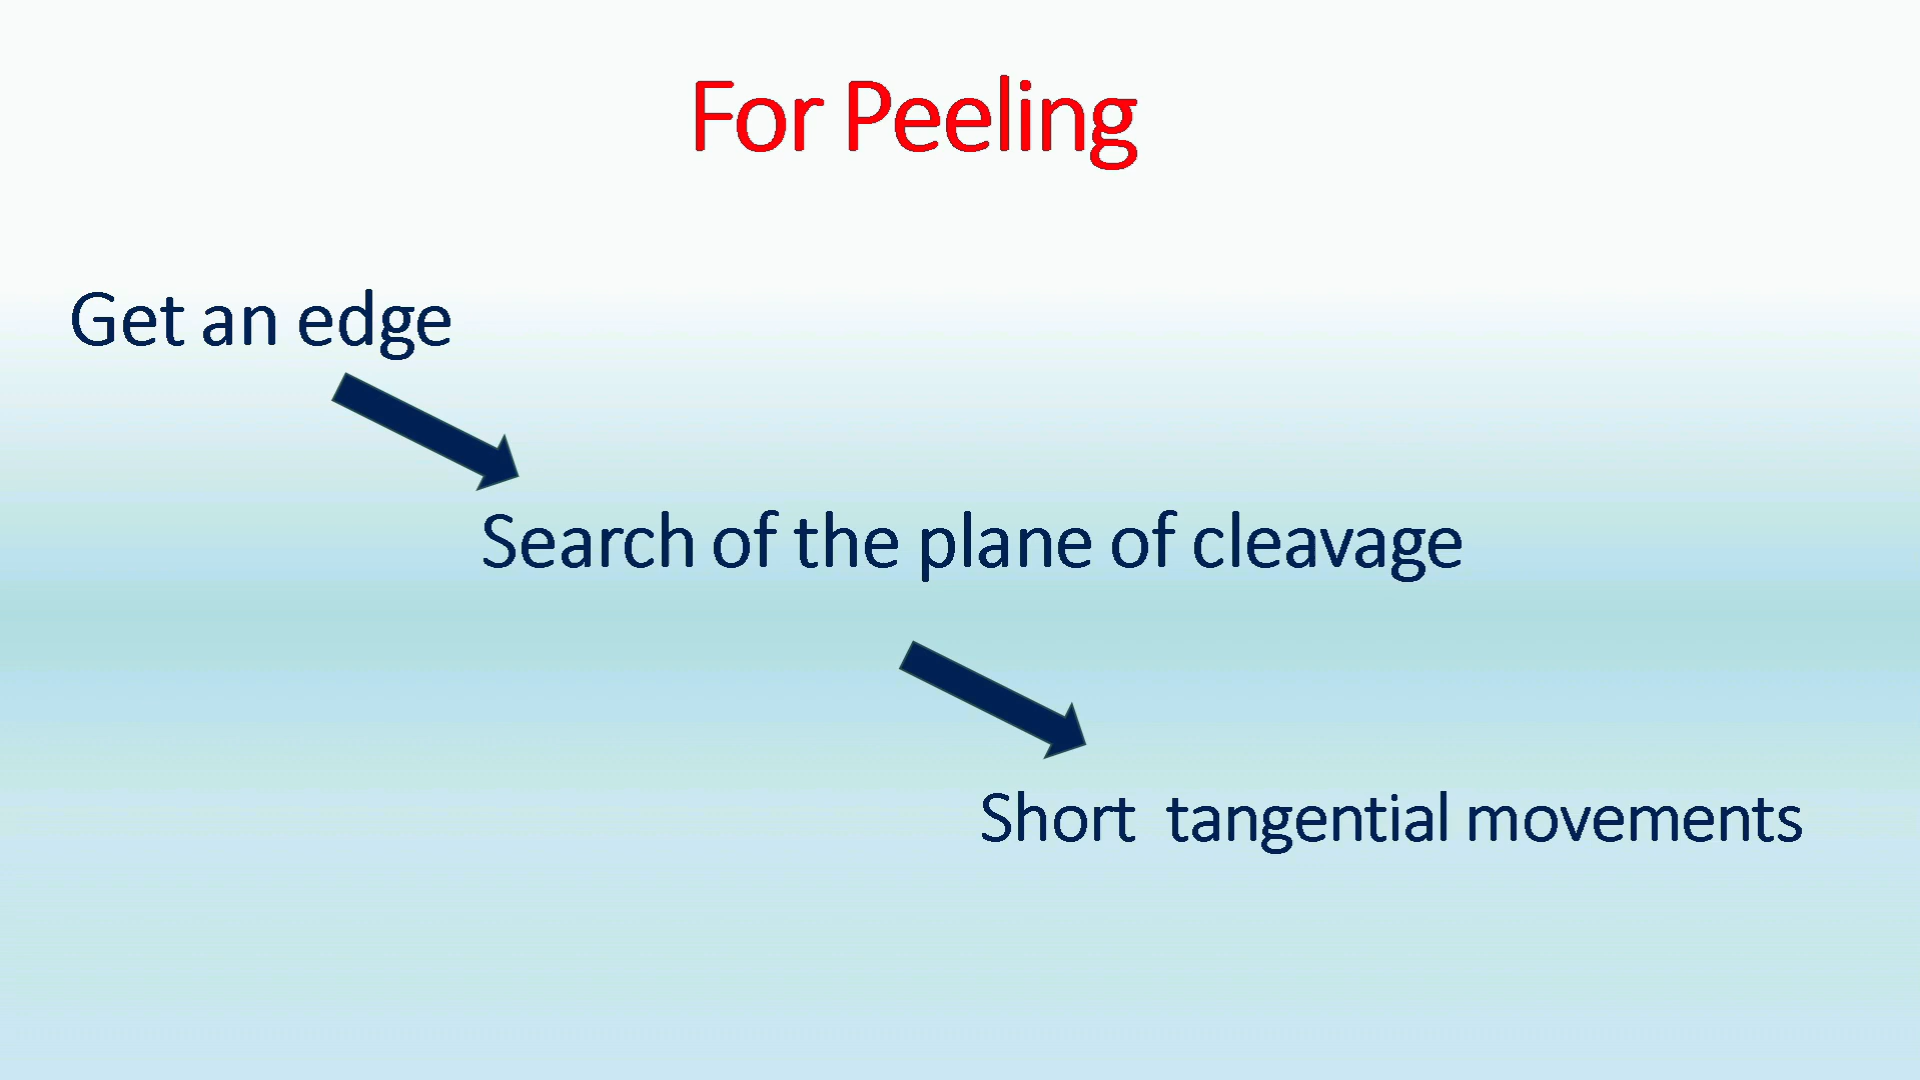 For Peeling
Get an edge
Search of the plane of cleavage
Short tangential movements